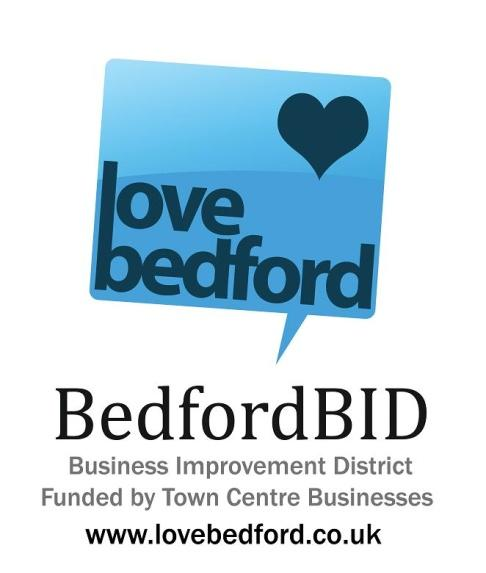 love
bedford
BedfordBID
Business Improvement District
Funded by Town Centre Businesses
www.lovebedford.co.uk